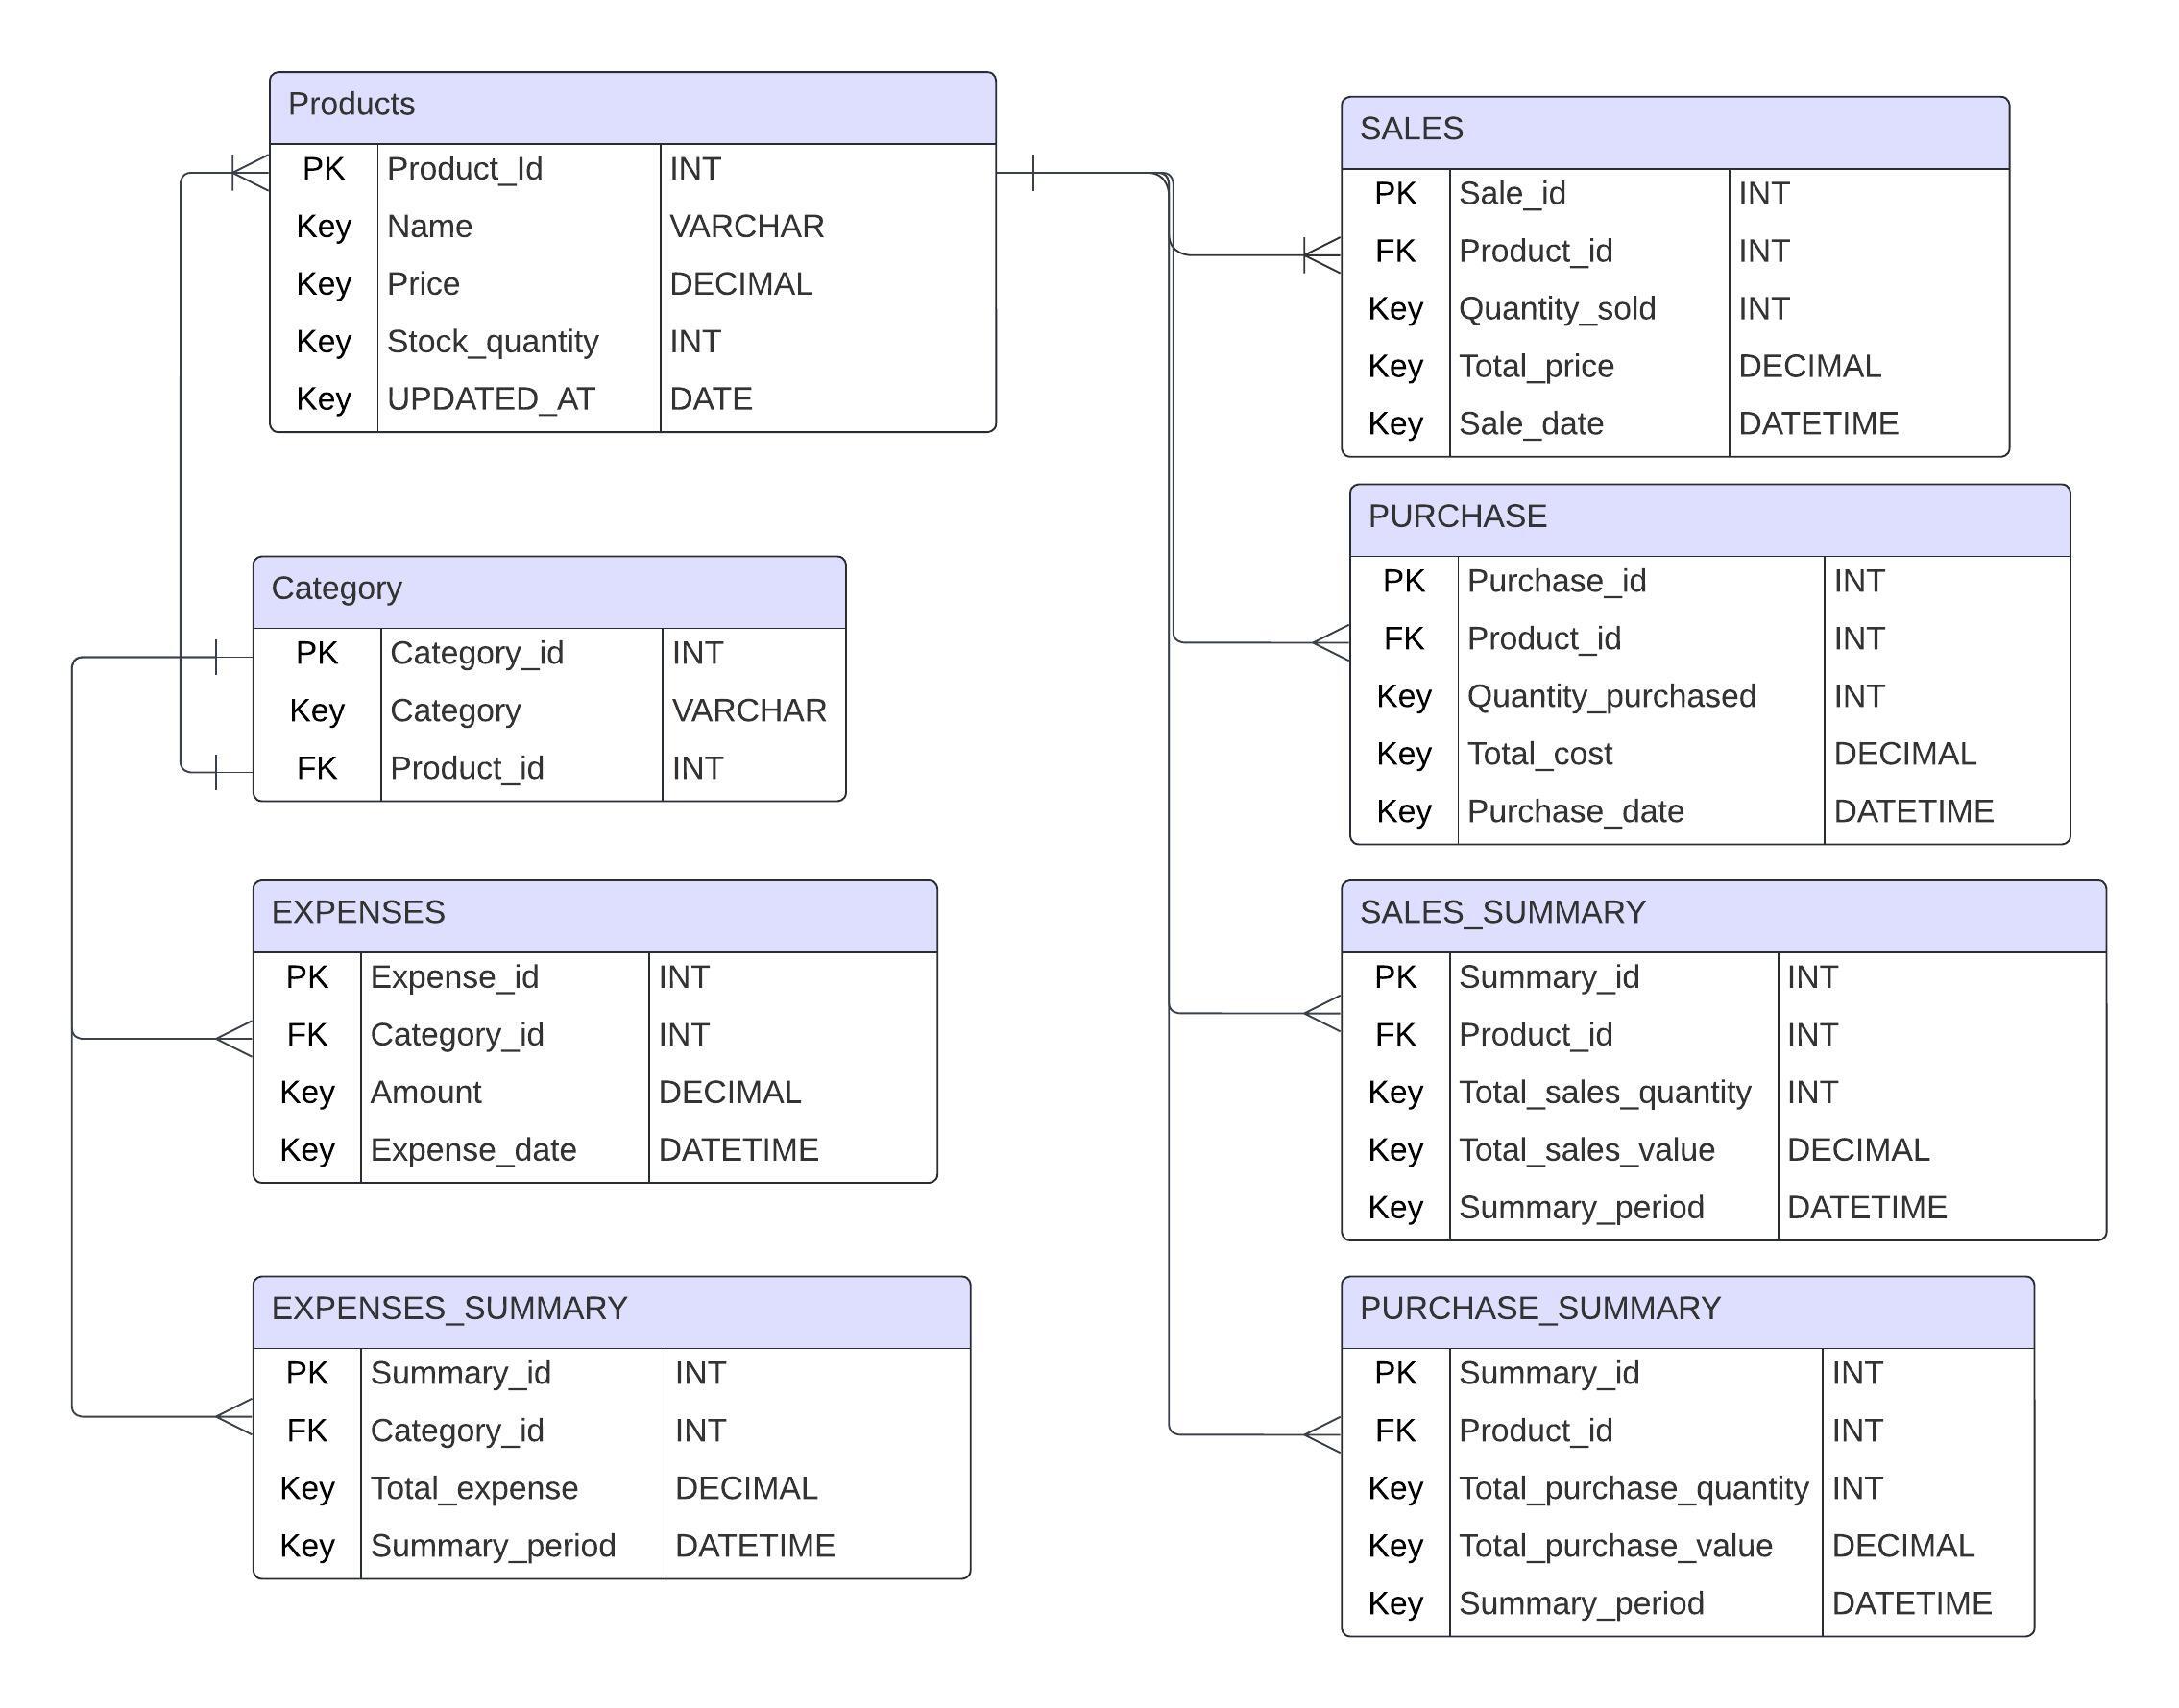 Products
PK Product_Id INT
Key Name VARCHAR
Key Price DECIMAL
Key Stock_quantity INT
Key UPDATED_AT DATE
Category
PK Category_id INT
Key Category VARCHAR
FK Product_id INT
EXPENSES
PK Expense_id INT
FK Category_id INT
Key Amount DECIMAL
Key Expense_date DATETIME
EXPENSES_SUMMARY
PK Summary_id INT
FK Category_id INT
Key Total_expense DECIMAL
Key Summary_period DATETIME
SALES
PK Sale_id INT
FK Product_id INT
Key Quantity_sold INT
Key Total_price DECIMAL
Key Sale_date DATETIME
PURCHASE
PK Purchase_id INT
FK Product_id INT
Key Quantity_purchased INT
Key Total_cost DECIMAL
Key Purchase_date DATETIME
SALES_SUMMARY
PK Summary_id INT
FK Product_id INT
Key Total_sales_quantity INT
Key Total_sales_value DECIMAL
Key Summary_period DATETIME
PURCHASE_SUMMARY
PK Summary_id INT
FK Product_id INT
Key Total_purchase_quantity INT
Key Total_purchase_value DECIMAL
Key Summary_period DATETIME